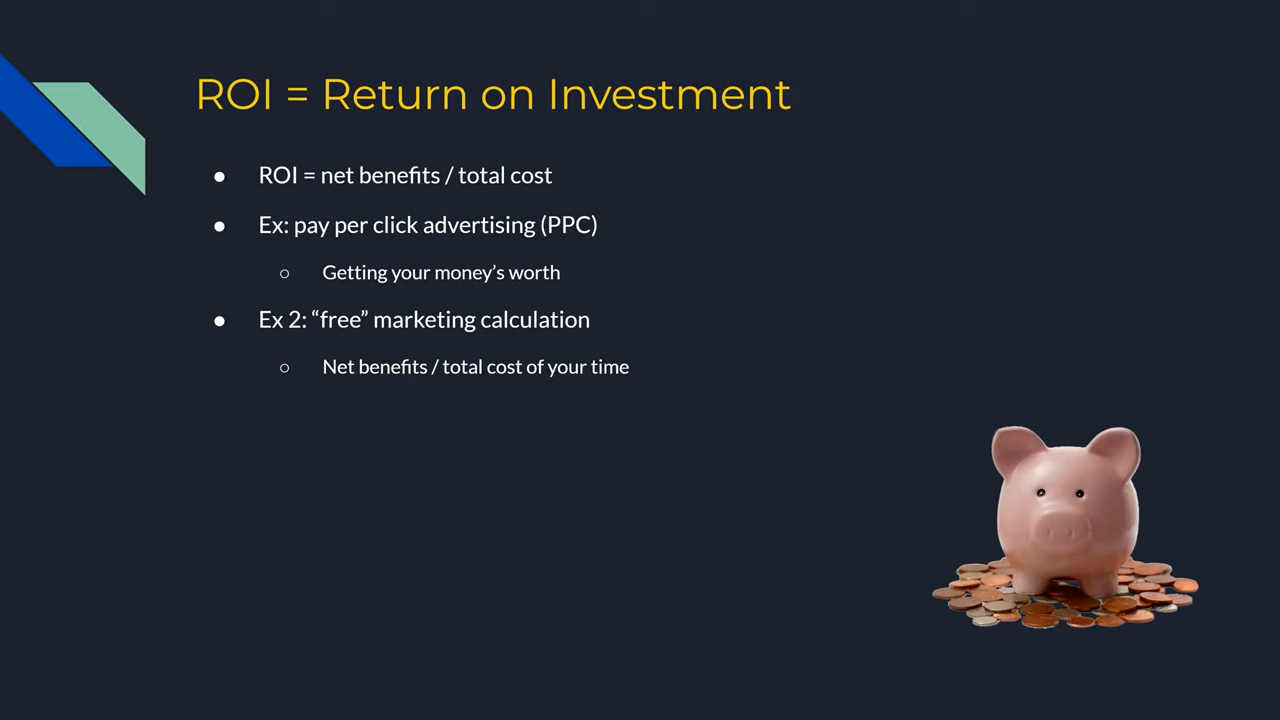 ROI = Return on Investment
● ROI = net benefits / total cost
● Ex: pay per click advertising (PPC)
○ Getting your money’s worth
● Ex 2: “free” marketing calculation
○ Net benefits / total cost of your time